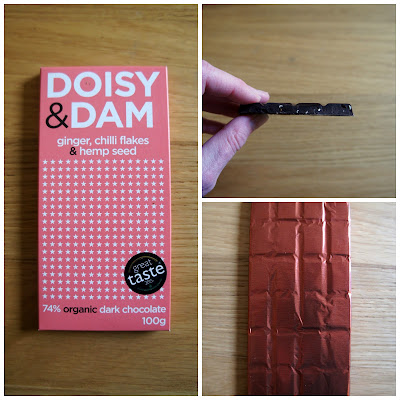 DOISY
&DAM
ginger, chilli flakes
& hemp seed
great
taste
74% organic dark chocolate
100g